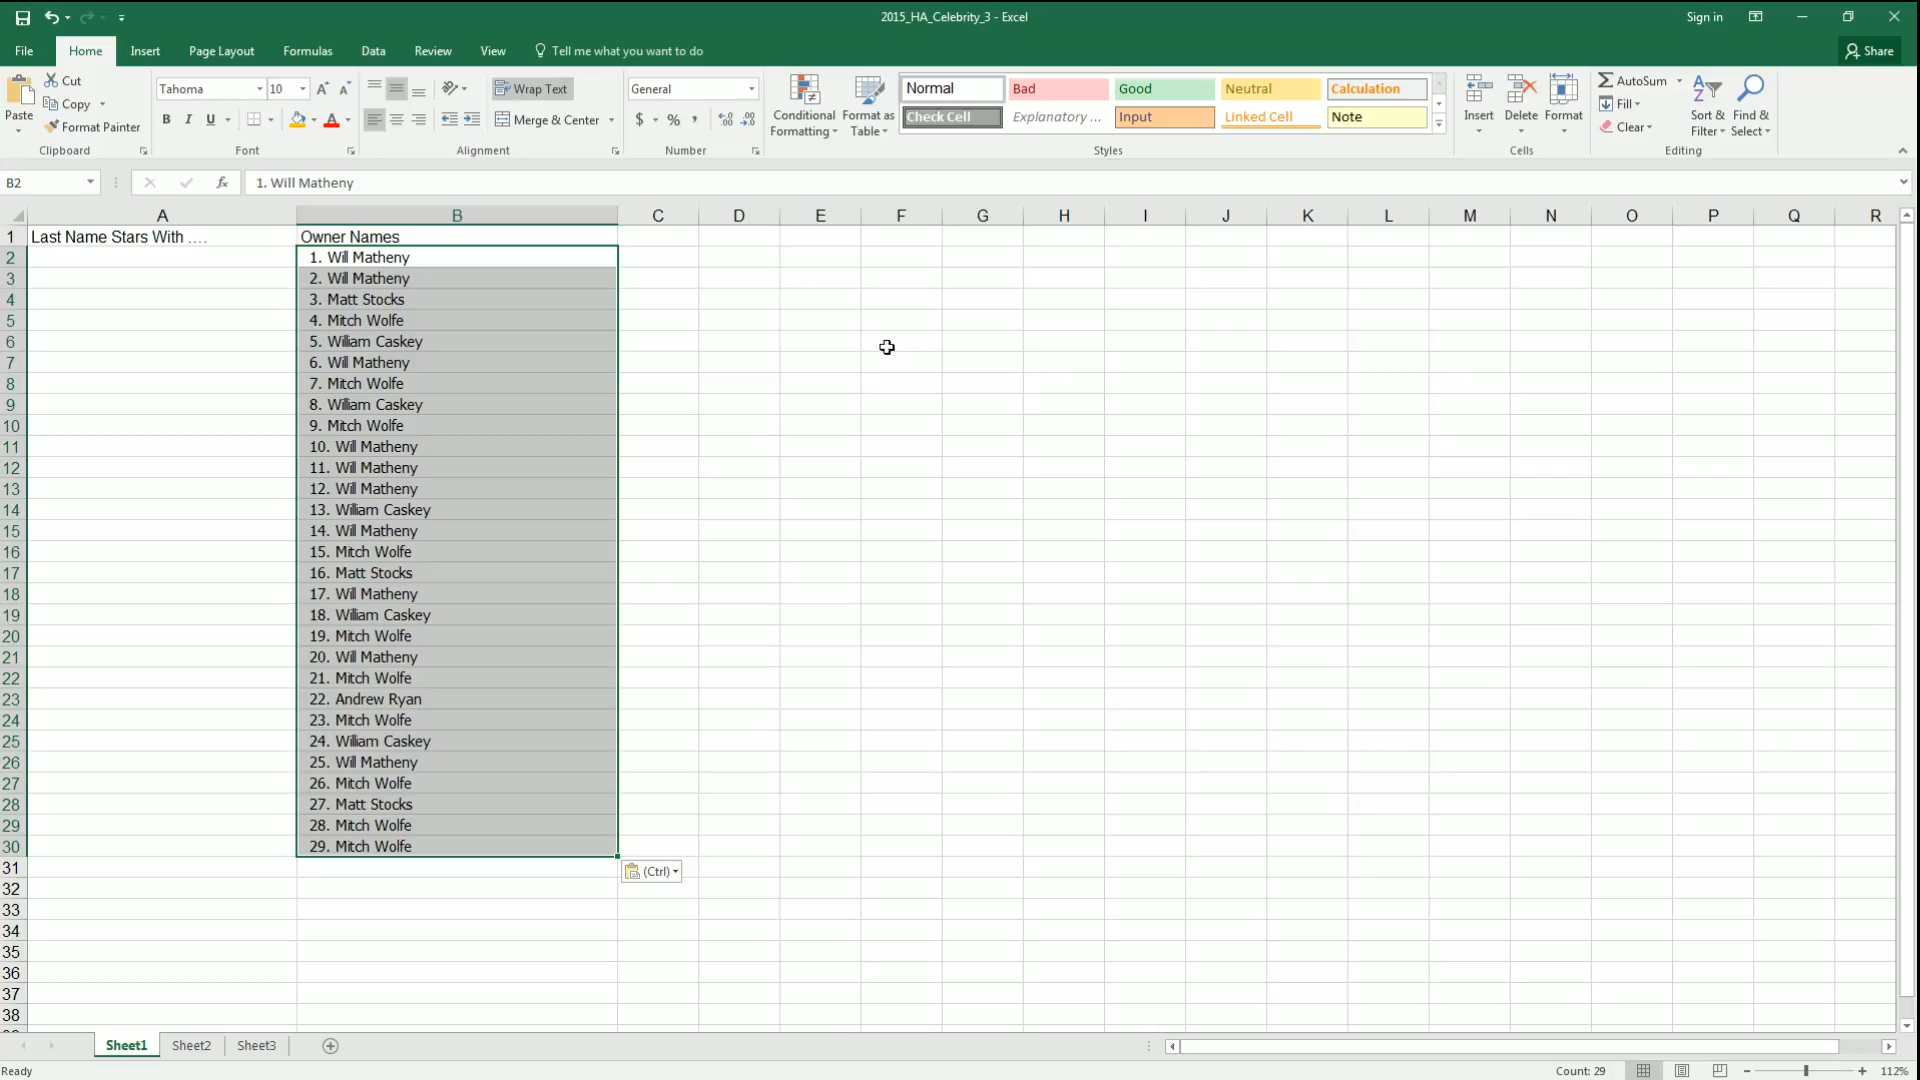 2015_HA_Celebrity_3 - Excel
Sign in
File Home Insert Page Layout Formulas Data Review View Tell me what you want to do Share
Paste
Cut
Copy
Format Painter
Clipboard
Tahoma 10
B I U
Font
Wrap Text
Merge & Center
Alignment
General
$ % ,
Number
Conditional Formatting
Format as Table
Normal Bad Good Neutral Calculation
Check Cell Explanatory ... Input Linked Cell Note
Styles
Insert Delete Format
Cells
AutoSum
Fill
Clear
Sort & Filter
Find & Select
Editing
B2 fx 1. Will Matheny
A B C D E F G H I J K L M N O P Q R
1 Last Name Stars With .... Owner Names
2 1. Will Matheny
3 2. Will Matheny
4 3. Matt Stocks
5 4. Mitch Wolfe
6 5. William Caskey
7 6. Will Matheny
8 7. Mitch Wolfe
9 8. William Caskey
10 9. Mitch Wolfe
11 10. Will Matheny
12 11. Will Matheny
13 12. Will Matheny
14 13. William Caskey
15 14. Will Matheny
16 15. Mitch Wolfe
17 16. Matt Stocks
18 17. Will Matheny
19 18. William Caskey
20 19. Mitch Wolfe
21 20. Will Matheny
22 21. Mitch Wolfe
23 22. Andrew Ryan
24 23. Mitch Wolfe
25 24. William Caskey
26 25. Will Matheny
27 26. Mitch Wolfe
28 27. Matt Stocks
29 28. Mitch Wolfe
30 29. Mitch Wolfe
31 (Ctrl)
32
33
34
35
36
37
38
Sheet1 Sheet2 Sheet3
Ready Count: 29 112%